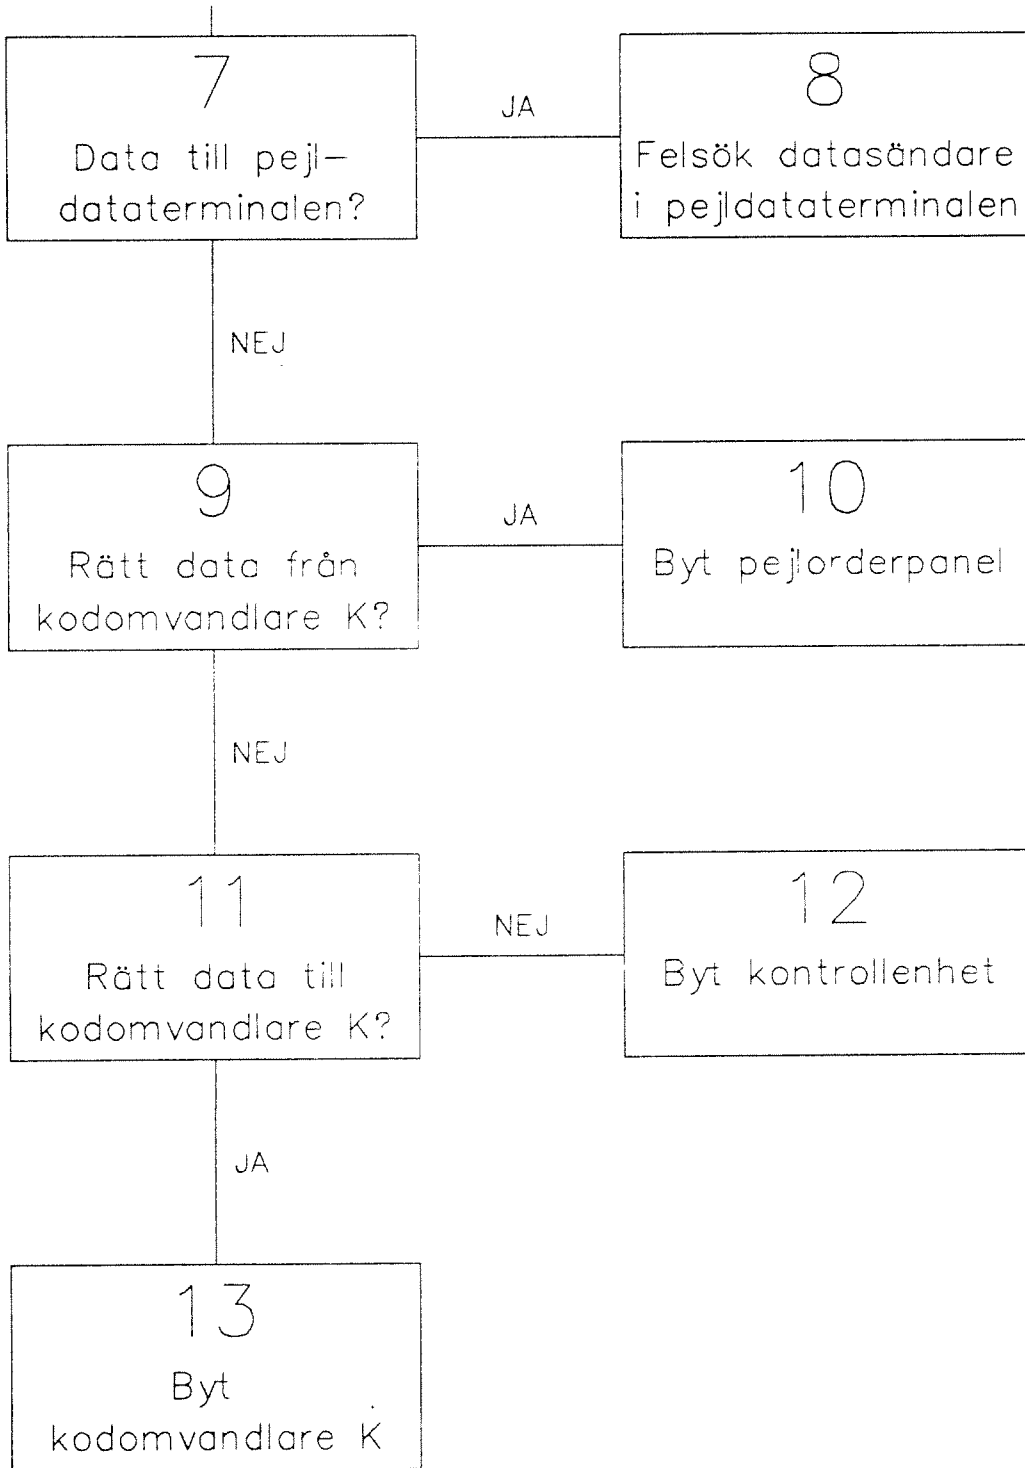 7
Data till pejl-
dataterminalen?
JA
8
Felsök datasändare
i pejldataterminalen
NEJ
9
Rätt data från
kodomvandlare K?
JA
10
Byt pejlorderpanel
NEJ
11
Rätt data till
kodomvandlare K?
NEJ
12
Byt kontrollenhet
JA
13
Byt
kodomvandlare K